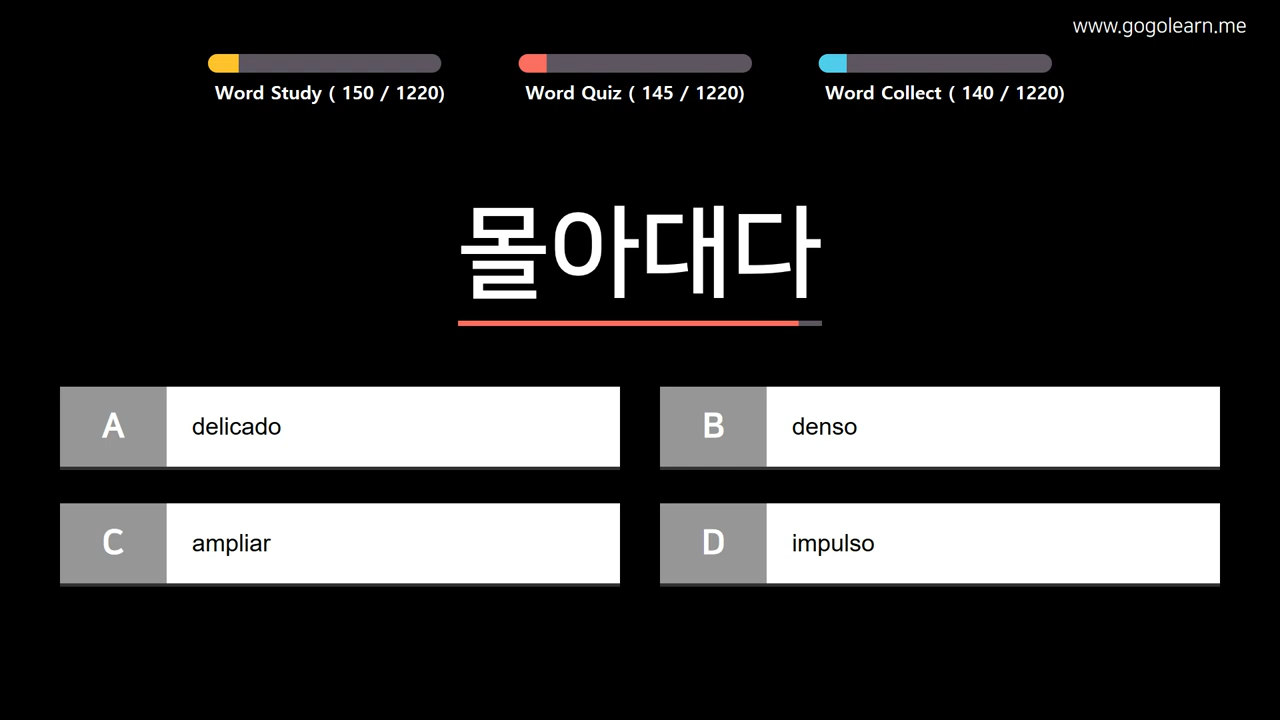 www.gogolearn.me
Word Study ( 150 / 1220)
Word Quiz ( 145 / 1220)
Word Collect ( 140 / 1220)
몰아대다
A delicado
B denso
C ampliar
D impulso